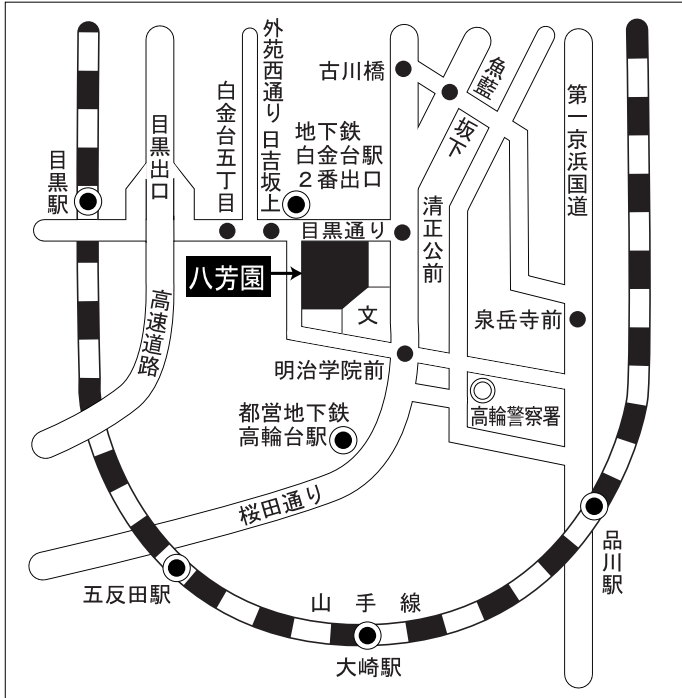 外苑西通り
古川橋
魚藍
坂下
第一京浜国道
白金台五丁目
目黒出口
日吉坂上
地下鉄
白金台駅
２番出口
目黒駅
目黒通り
清正公前
八芳園
高速道路
文
泉岳寺前
明治学院前
都営地下鉄
高輪台駅
高輪警察署
桜田通り
品川駅
五反田駅
山手線
大崎駅